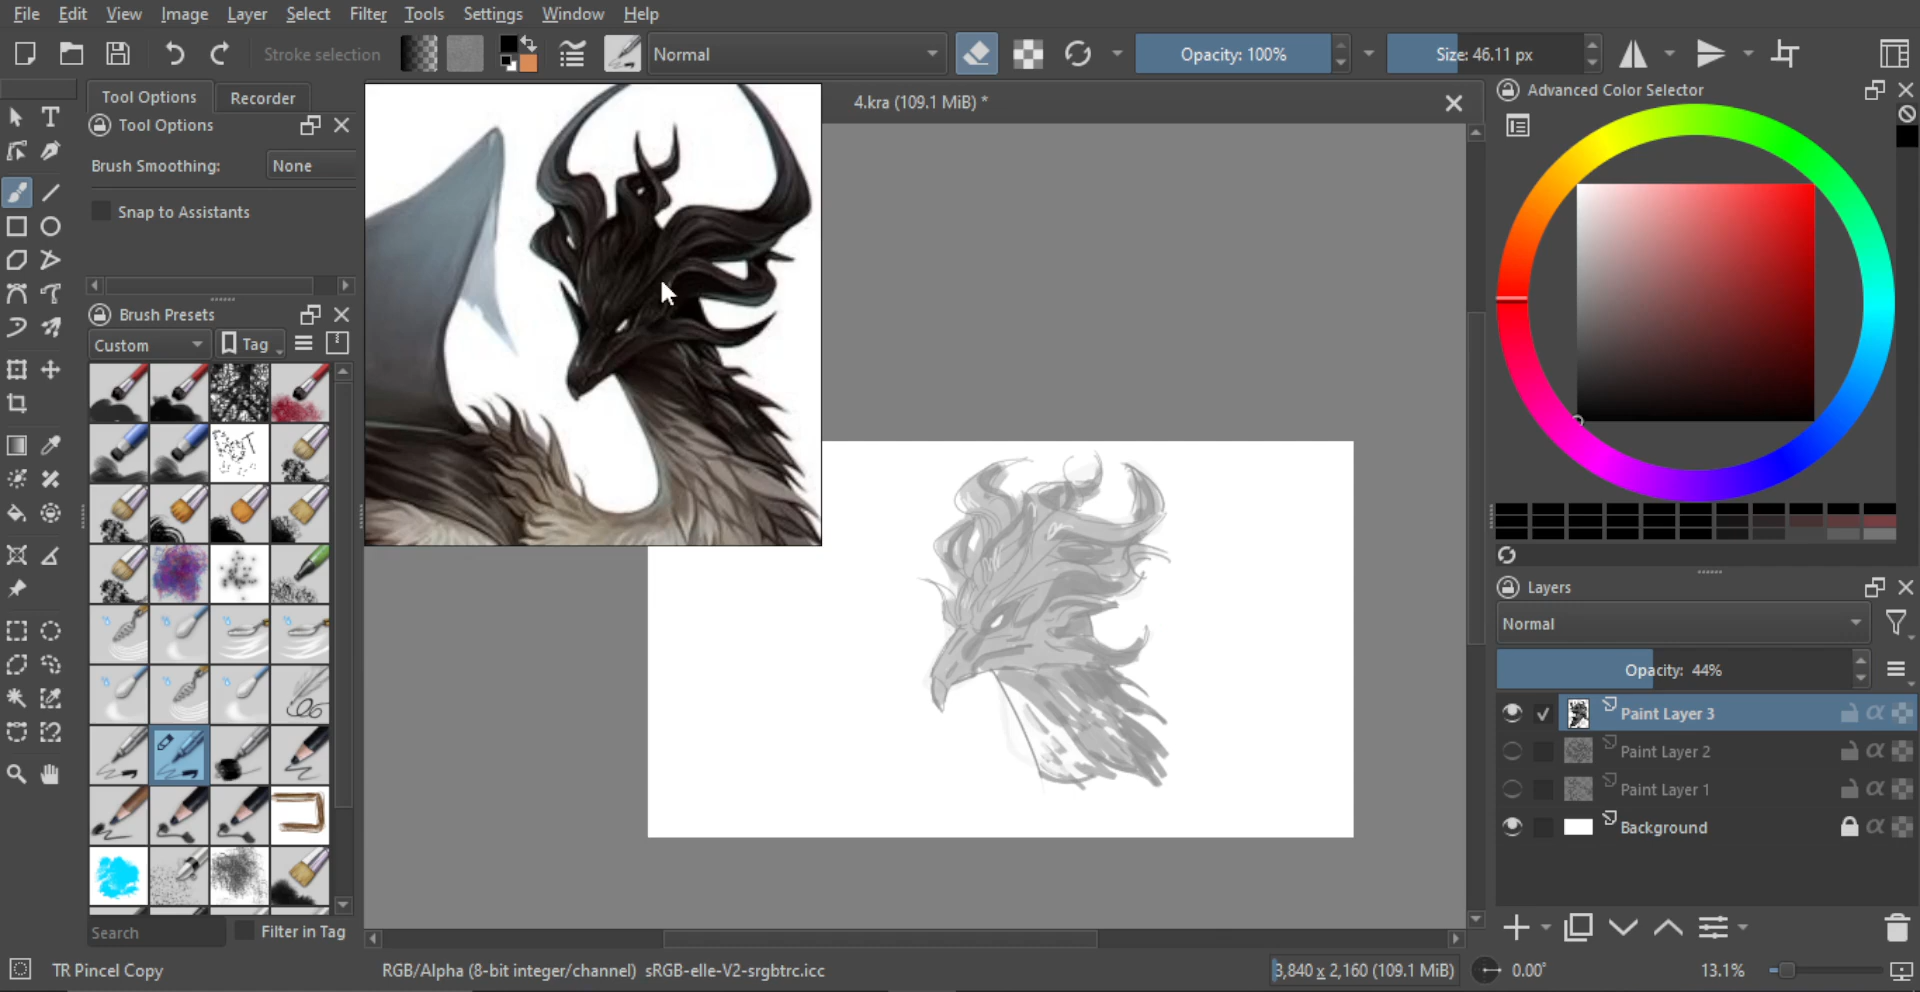 File Edit View Image Layer Select Filter Tools Settings Window Help
Stroke selection
Normal
Opacity: 100%
Size: 46.11 px
Tool Options
Recorder
Tool Options
Brush Smoothing:
None
Snap to Assistants
Brush Presets
Custom
Tag
Search
Filter in Tag
4.kra (109.1 MiB) *
Advanced Color Selector
Layers
Normal
Opacity: 44%
Paint Layer 3
Paint Layer 2
Paint Layer 1
Background
TR Pincel Copy
RGB/Alpha (8-bit integer/channel) sRGB-elle-V2-srgbtrc.icc
3,840 x 2,160 (109.1 MiB)
0.00°
13.1%